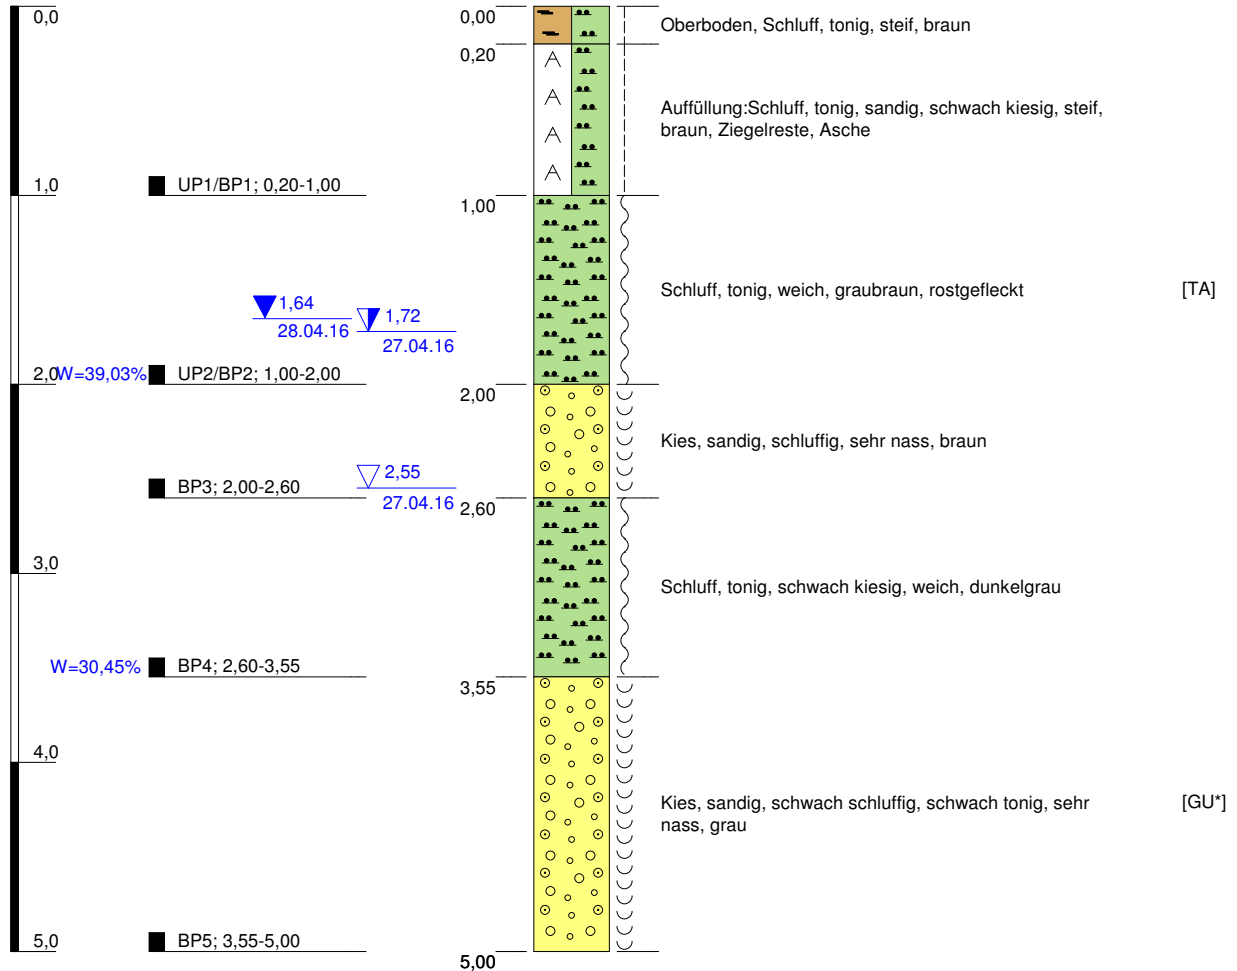 0,0
0,00
Oberboden, Schluff, tonig, steif, braun
0,20
Auffüllung:Schluff, tonig, sandig, schwach kiesig, steif,
braun, Ziegelreste, Asche
1,0
UP1/BP1; 0,20-1,00
1,00
Schluff, tonig, weich, graubraun, rostgefleckt
[TA]
1,64
28.04.16
1,72
27.04.16
2,0
W=39,03%
UP2/BP2; 1,00-2,00
2,00
Kies, sandig, schluffig, sehr nass, braun
2,55
27.04.16
BP3; 2,00-2,60
2,60
3,0
Schluff, tonig, schwach kiesig, weich, dunkelgrau
W=30,45%
BP4; 2,60-3,55
3,55
4,0
Kies, sandig, schwach schluffig, schwach tonig, sehr
nass, grau
[GU*]
5,0
BP5; 3,55-5,00
5,00